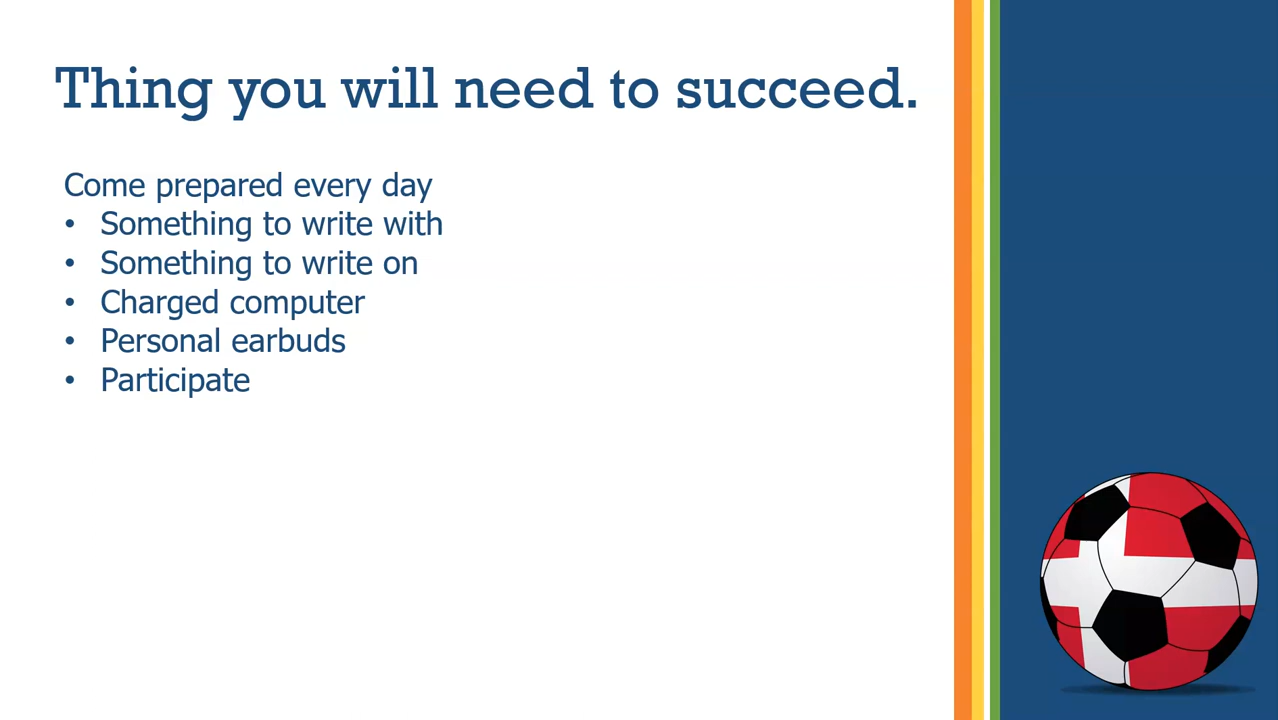 Thing you will need to succeed.
Come prepared every day
• Something to write with
• Something to write on
• Charged computer
• Personal earbuds
• Participate